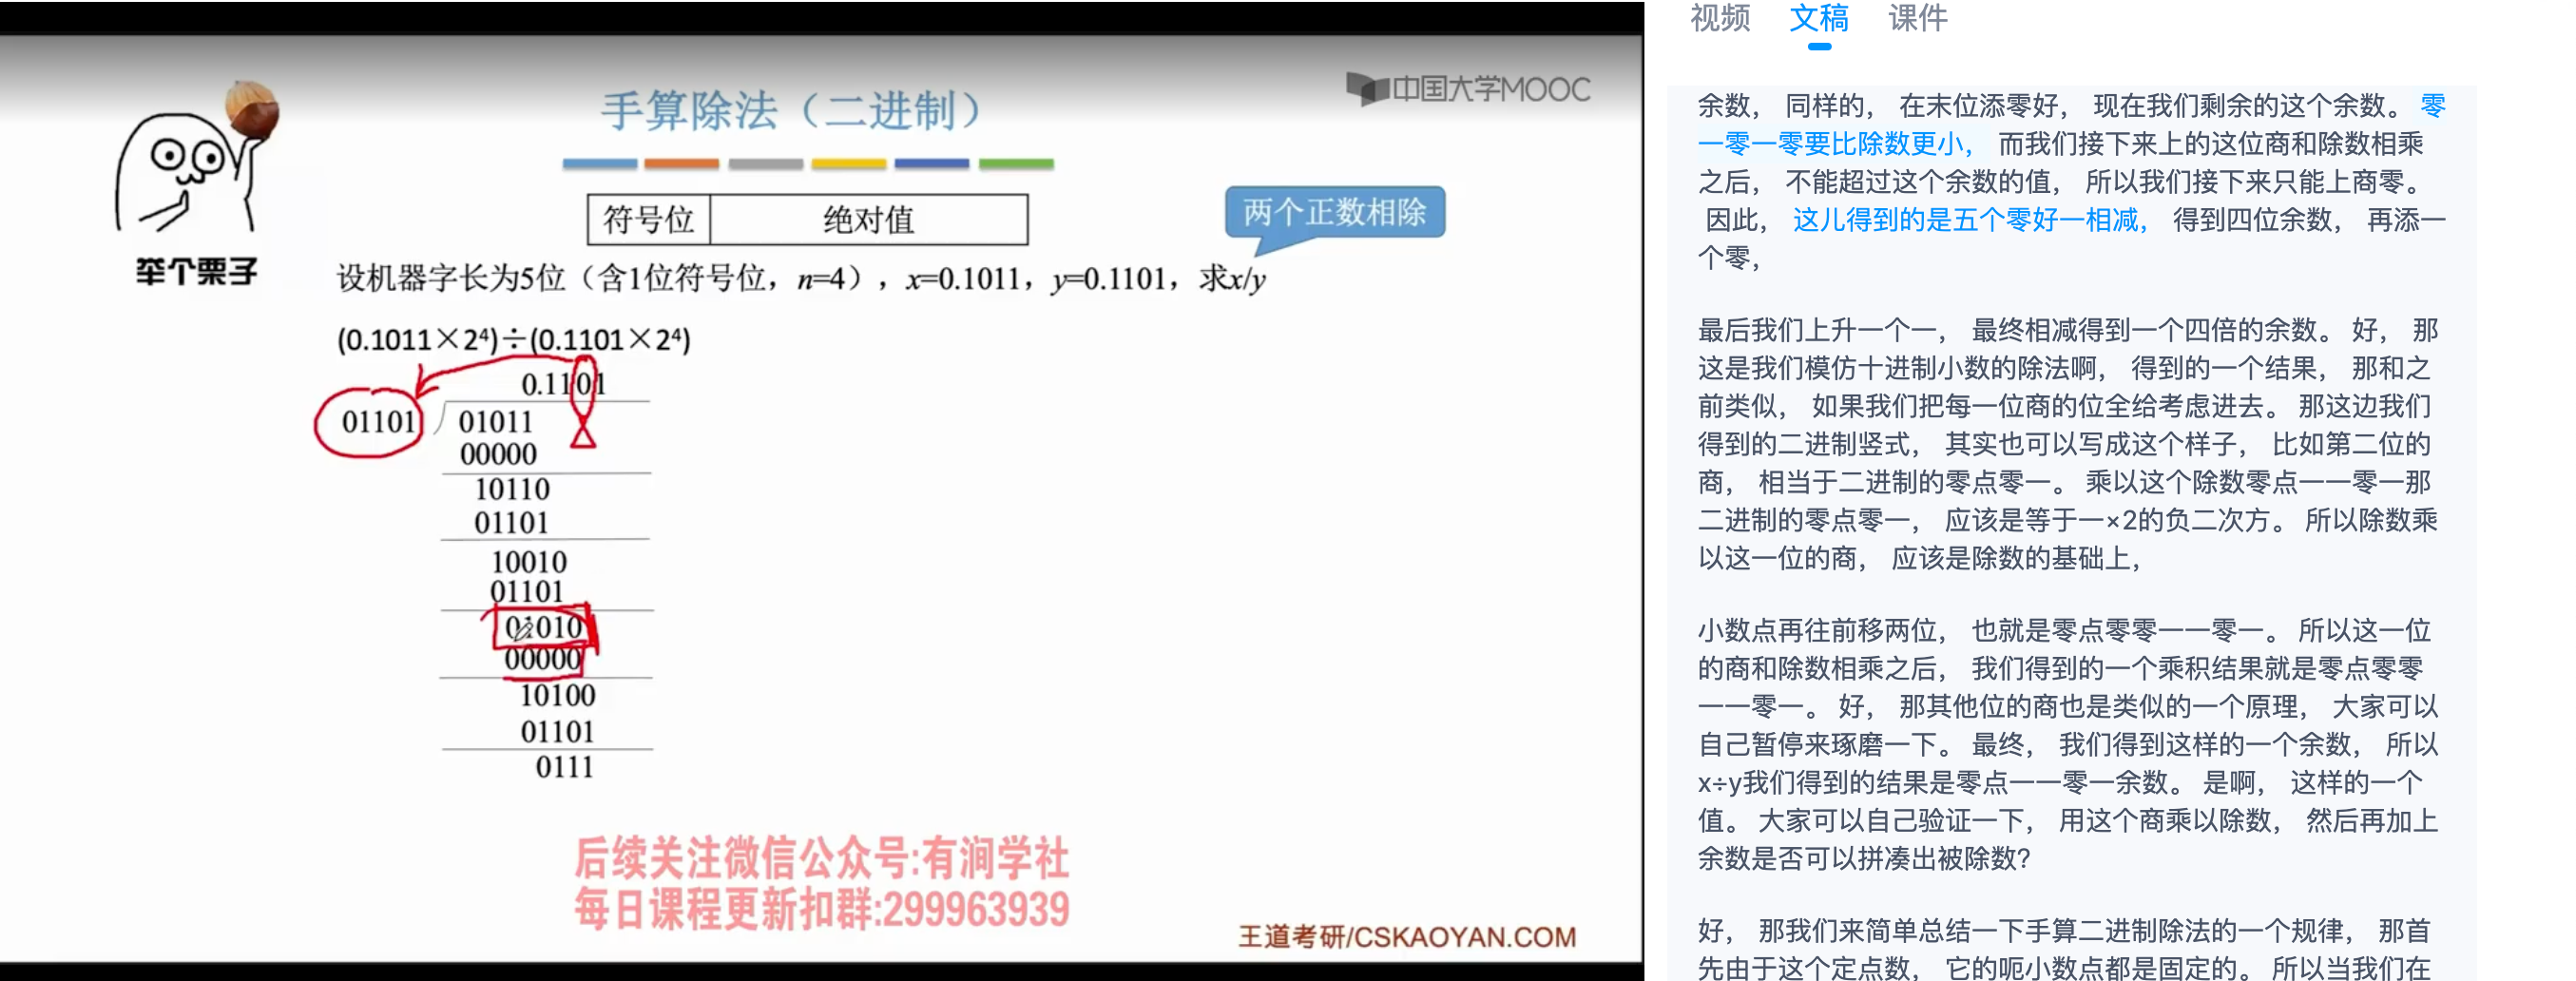 中国大学MOOC
手算除法（二进制）
举个栗子
符号位 绝对值
两个正数相除
设机器字长为5位（含1位符号位，n=4），x=0.1011，y=0.1101，求x/y
(0.1011×2⁴)÷(0.1101×2⁴)
0.1101
01101 01011
00000
10110
01101
10010
01101
01010
00000
10100
01101
0111
后续关注微信公众号:有涧学社
每日课程更新扣群:299963939
王道考研/CSKAOYAN.COM
视频 文稿 课件
余数， 同样的， 在末位添零好， 现在我们剩余的这个余数。 零
一零一零要比除数更小， 而我们接下来上的这位商和除数相乘
之后， 不能超过这个余数的值， 所以我们接下来只能上商零。
因此， 这儿得到的是五个零好一相减， 得到四位余数， 再添一
个零，
最后我们上升一个一， 最终相减得到一个四倍的余数。 好， 那
这是我们模仿十进制小数的除法啊， 得到的一个结果， 那和之
前类似， 如果我们把每一位商的位全给考虑进去。 那这边我们
得到的二进制竖式， 其实也可以写成这个样子， 比如第二位的
商， 相当于二进制的零点零一。 乘以这个除数零点一一零一那
二进制的零点零一， 应该是等于一×2的负二次方。 所以除数乘
以这一位的商， 应该是除数的基础上，
小数点再往前移两位， 也就是零点零零一一零一。 所以这一位
的商和除数相乘之后， 我们得到的一个乘积结果就是零点零零
一一零一。 好， 那其他位的商也是类似的一个原理， 大家可以
自己暂停来琢磨一下。 最终， 我们得到这样的一个余数， 所以
x÷y我们得到的结果是零点一一零一余数。 是啊， 这样的一个
值。 大家可以自己验证一下， 用这个商乘以除数， 然后再加上
余数是否可以拼凑出被除数?
好， 那我们来简单总结一下手算二进制除法的一个规律， 那首
先由于这个定点数， 它的呃小数点都是固定的。 所以当我们在